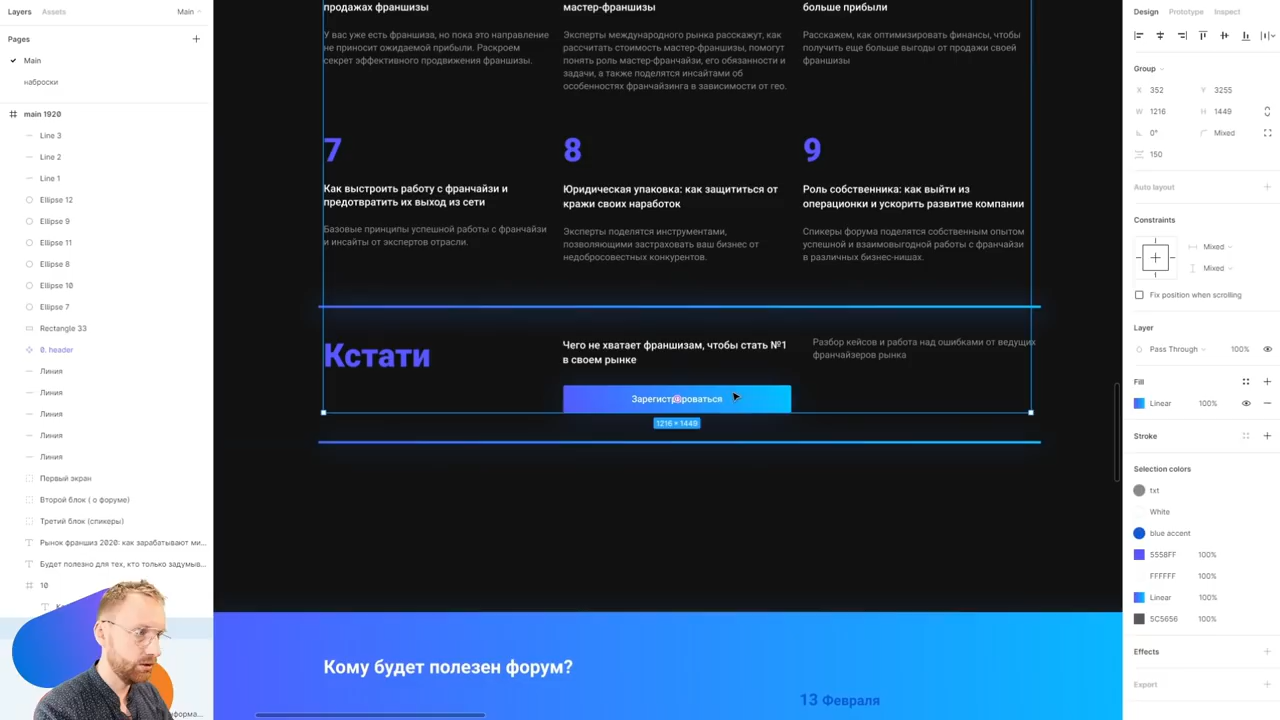 Layers
Assets
Main
Pages
Main
наброски
main 1920
Line 3
Line 2
Line 1
Ellipse 12
Ellipse 9
Ellipse 11
Ellipse 8
Ellipse 10
Ellipse 7
Rectangle 33
0. header
Линия
Линия
Линия
Линия
Линия
Первый экран
Второй блок ( о форуме)
Третий блок (спикеры)
Рынок франшиз 2020: как зарабатывают ми...
Будет полезно для тех, кто только задумыв...
10
продажах франшизы
У вас уже есть франшиза, но пока это направление
не приносит ожидаемой прибыли. Раскроем
секрет эффективного продвижения франшизы.
мастер-франшизы
Эксперты международного рынка расскажут, как
рассчитать стоимость мастер-франшизы, помогут
понять роль мастер-франчайзи, его обязанности и
задачи, а также поделятся инсайтами об
особенностях франчайзинга в зависимости от гео.
больше прибыли
Расскажем, как оптимизировать финансы, чтобы
получить еще больше выгоды от продажи своей
франшизы
7
Как выстроить работу с франчайзи и
предотвратить их выход из сети
Базовые принципы успешной работы с франчайзи
и инсайты от экспертов отрасли.
8
Юридическая упаковка: как защититься от
кражи своих наработок
Эксперты поделятся инструментами,
позволяющими застраховать ваш бизнес от
недобросовестных конкурентов.
9
Роль собственника: как выйти из
операционки и ускорить развитие компании
Спикеры форума поделятся собственным опытом
успешной и взаимовыгодной работы с франчайзи
в различных бизнес-нишах.
Кстати
Чего не хватает франшизам, чтобы стать №1
в своем рынке
Разбор кейсов и работа над ошибками от ведущих
франчайзеров рынка
Зарегистрироваться
1216 × 1449
Кому будет полезен форум?
13 Февраля
Design
Prototype
Inspect
Group
X 352
Y 3255
W 1216
H 1449
0°
Mixed
150
Auto layout
Constraints
Mixed
Mixed
Fix position when scrolling
Layer
Pass Through
100%
Fill
Linear
100%
Stroke
Selection colors
txt
White
blue accent
5558FF 100%
FFFFFF 100%
Linear 100%
5C5656 100%
Effects
Export